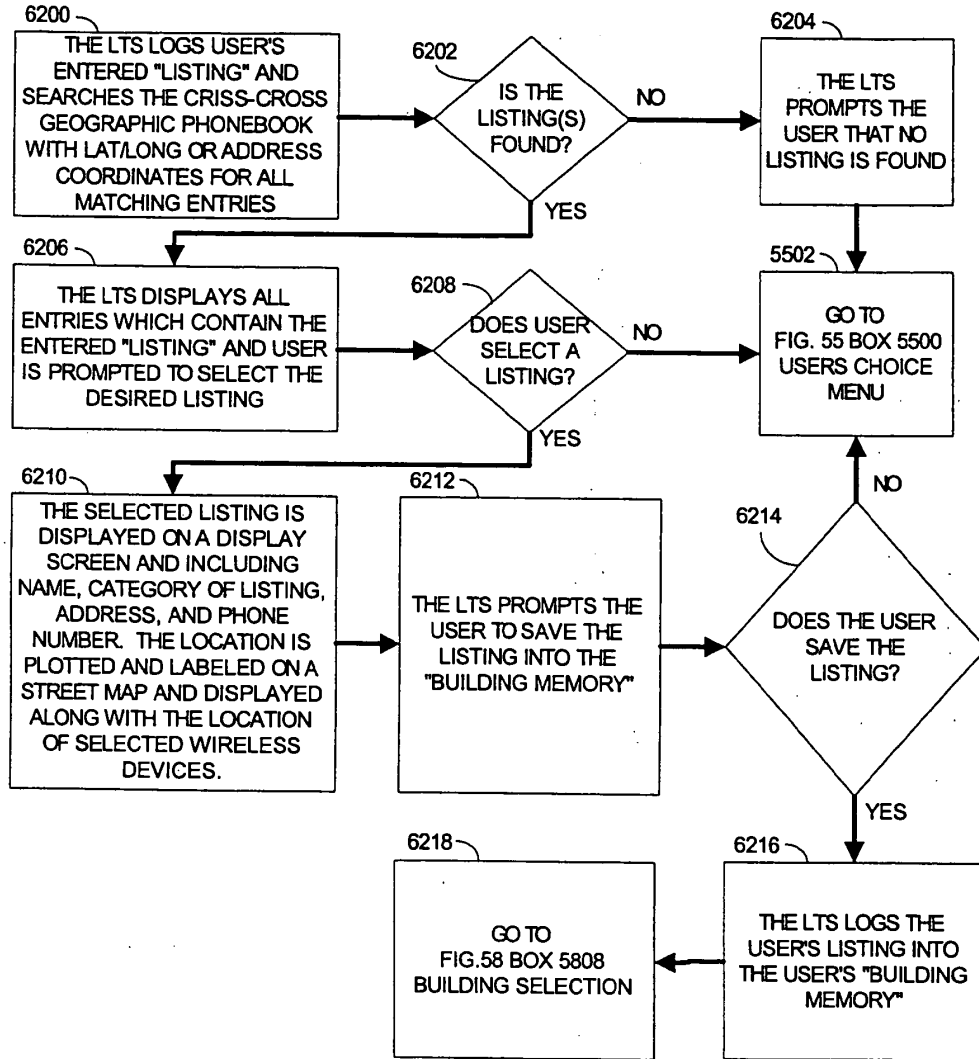 6200
THE LTS LOGS USER'S
ENTERED "LISTING" AND
SEARCHES THE CRISS-CROSS
GEOGRAPHIC PHONEBOOK
WITH LAT/LONG OR ADDRESS
COORDINATES FOR ALL
MATCHING ENTRIES
6202
IS THE
LISTING(S)
FOUND?
NO
YES
6204
THE LTS
PROMPTS THE
USER THAT NO
LISTING IS FOUND
6206
THE LTS DISPLAYS ALL
ENTRIES WHICH CONTAIN THE
ENTERED "LISTING" AND USER
IS PROMPTED TO SELECT THE
DESIRED LISTING
6208
DOES USER
SELECT A
LISTING?
NO
YES
5502
GO TO
FIG. 55 BOX 5500
USERS CHOICE
MENU
6210
THE SELECTED LISTING IS
DISPLAYED ON A DISPLAY
SCREEN AND INCLUDING
NAME, CATEGORY OF LISTING,
ADDRESS, AND PHONE
NUMBER. THE LOCATION IS
PLOTTED AND LABELED ON A
STREET MAP AND DISPLAYED
ALONG WITH THE LOCATION
OF SELECTED WIRELESS
DEVICES.
6212
THE LTS PROMPTS THE
USER TO SAVE THE
LISTING INTO THE
"BUILDING MEMORY"
6214
DOES THE USER
SAVE THE
LISTING?
NO
YES
6216
THE LTS LOGS THE
USER'S LISTING INTO
THE USER'S "BUILDING
MEMORY"
6218
GO TO
FIG.58 BOX 5808
BUILDING SELECTION